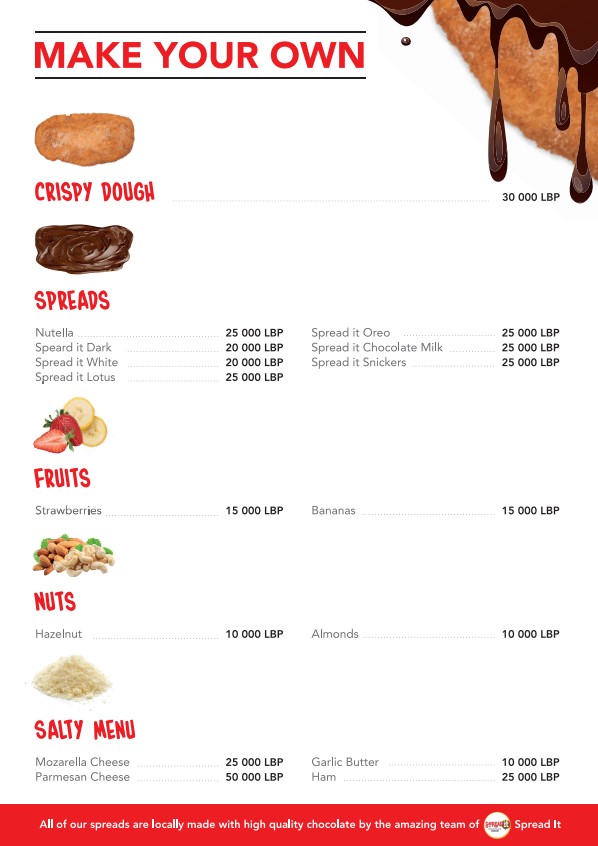 MAKE YOUR OWN
CRISPY DOUGH 30 000 LBP
SPREADS
Nutella 25 000 LBP
Speard it Dark 20 000 LBP
Spread it White 20 000 LBP
Spread it Lotus 25 000 LBP
Spread it Oreo 25 000 LBP
Spread it Chocolate Milk 25 000 LBP
Spread it Snickers 25 000 LBP
FRUITS
Strawberries 15 000 LBP
Bananas 15 000 LBP
NUTS
Hazelnut 10 000 LBP
Almonds 10 000 LBP
SALTY MENU
Mozarella Cheese 25 000 LBP
Parmesan Cheese 50 000 LBP
Garlic Butter 10 000 LBP
Ham 25 000 LBP
All of our spreads are locally made with high quality chocolate by the amazing team of SPREAD It Spread It